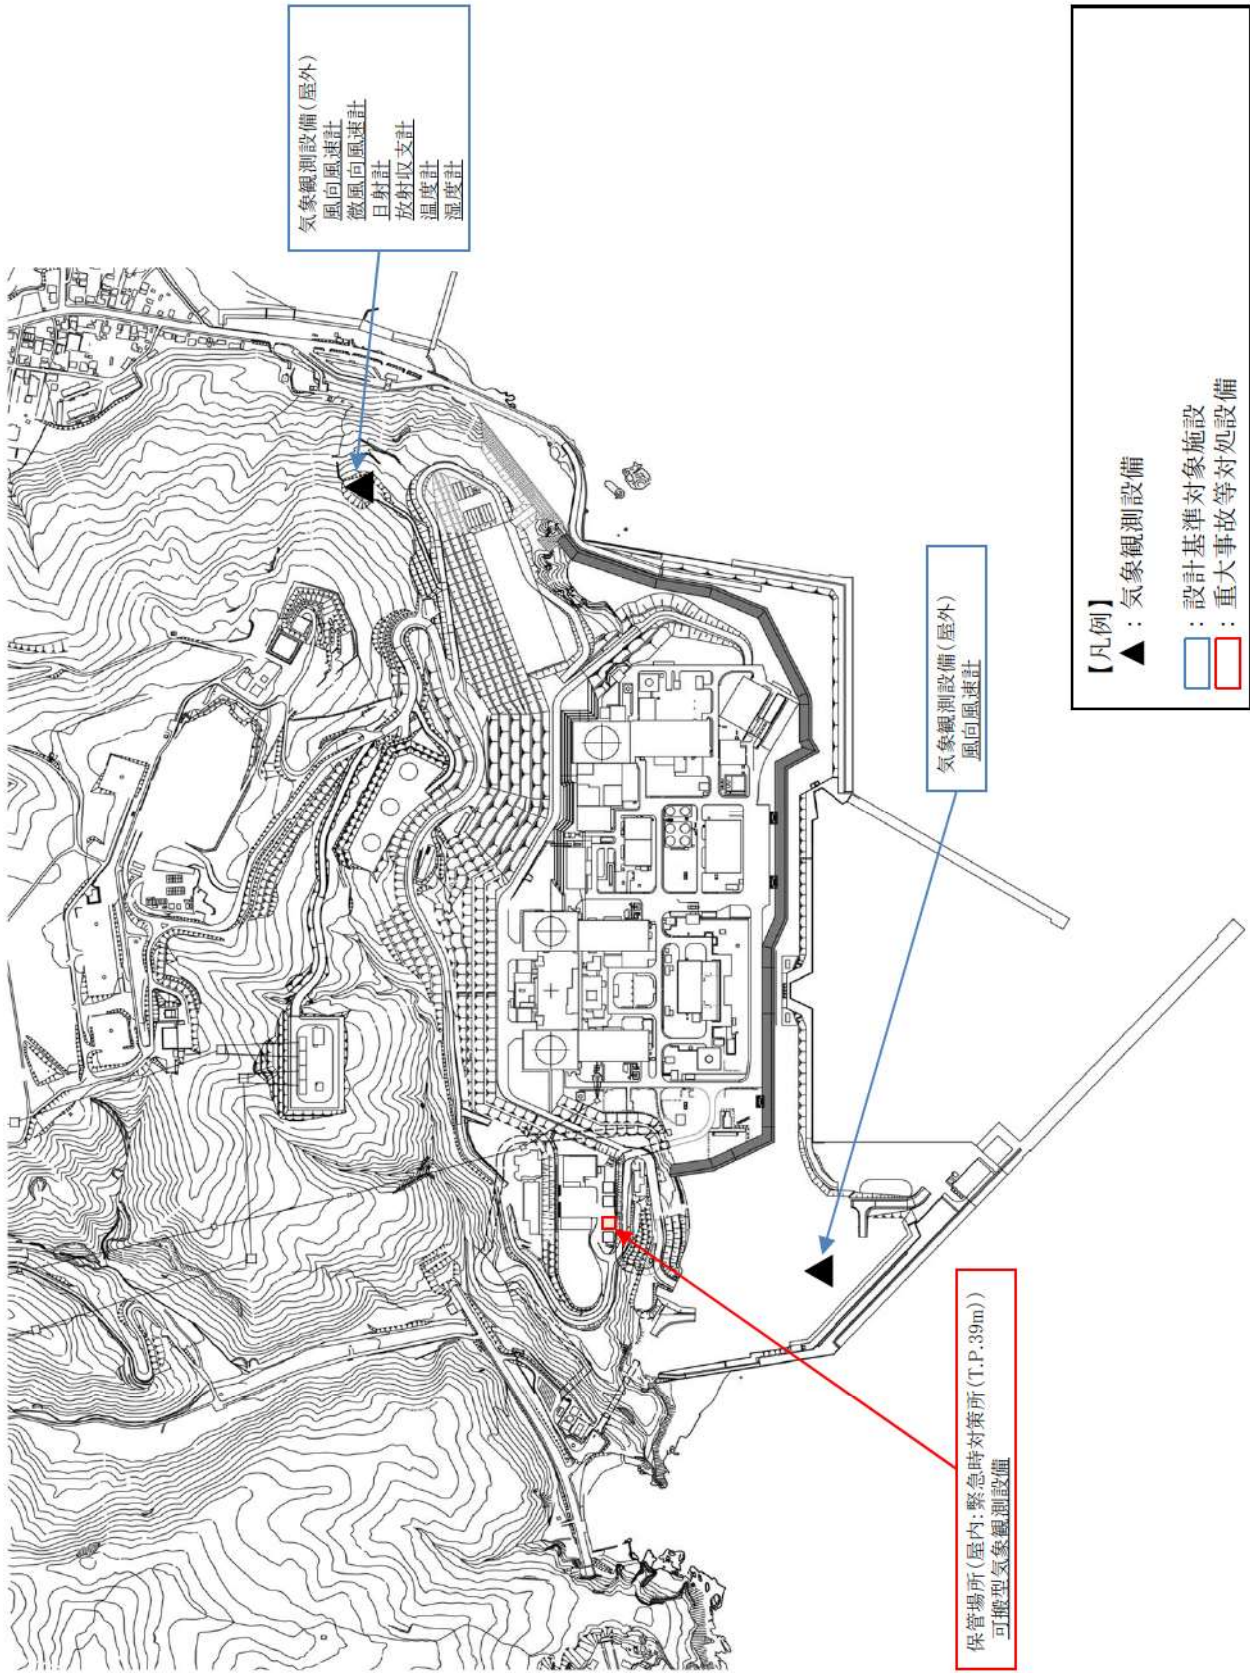 気象観測設備(屋外)
風向風速計
微風向風速計
日射計
放射収支計
温度計
湿度計
気象観測設備(屋外)
風向風速計
保管場所(屋内:緊急時対策所(T.P.39m))
可搬型気象観測設備
【凡例】
▲：気象観測設備
：設計基準対象施設
：重大事故等対処設備